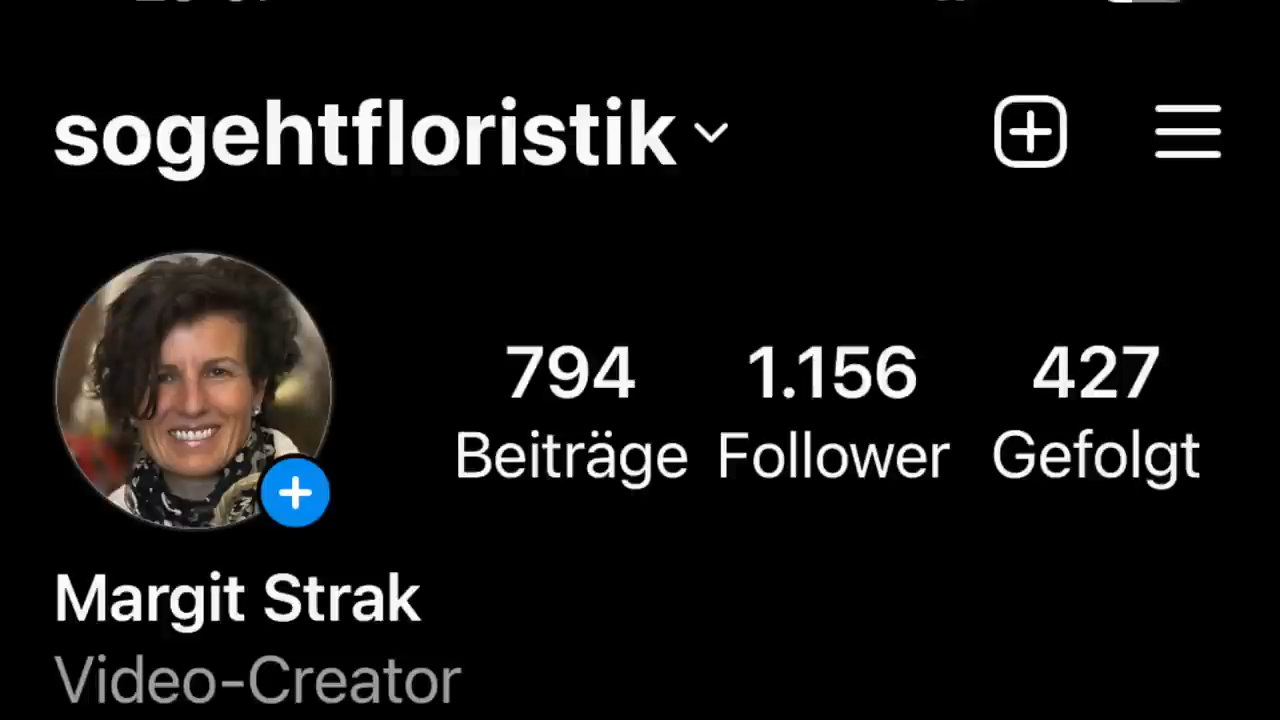 sogehtfloristik
794 1.156 427
Beiträge Follower Gefolgt
Margit Strak
Video-Creator